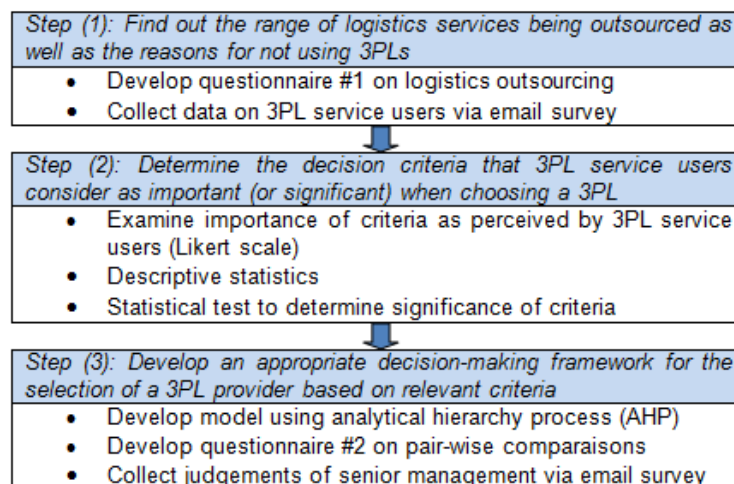 Step (1): Find out the range of logistics services being outsourced as
well as the reasons for not using 3PLs
• Develop questionnaire #1 on logistics outsourcing
• Collect data on 3PL service users via email survey
Step (2): Determine the decision criteria that 3PL service users
consider as important (or significant) when choosing a 3PL
• Examine importance of criteria as perceived by 3PL service
users (Likert scale)
• Descriptive statistics
• Statistical test to determine significance of criteria
Step (3): Develop an appropriate decision-making framework for the
selection of a 3PL provider based on relevant criteria
• Develop model using analytical hierarchy process (AHP)
• Develop questionnaire #2 on pair-wise comparaisons
• Collect judgements of senior management via email survey